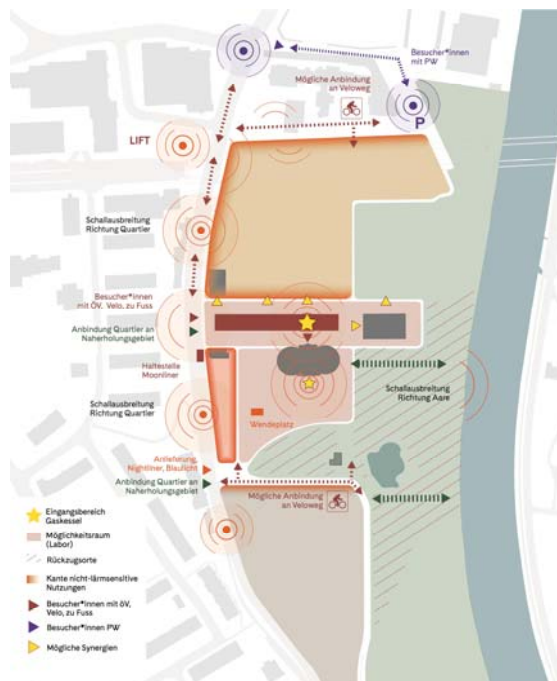 Besucher*innen
mit PW
Mögliche Anbindung
an Veloweg
P
LIFT
Schallausbreitung
Richtung Quartier
Besucher*innen
mit ÖV, Velo, zu Fuss
Anbindung Quartier an
Naherholungsgebiet
Haltestelle
Moonliner
Schallausbreitung
Richtung Aare
Schallausbreitung
Richtung Quartier
Wendeplatz
Anlieferung,
Nightliner, Blaulicht
Anbindung Quartier an
Naherholungsgebiet
Mögliche Anbindung
an Veloweg
Eingangsbereich
Gaskessel
Möglichkeitsraum
(Labor)
Rückzugsorte
Kante nicht-lärmsensitive
Nutzungen
Besucher*innen mit öV,
Velo, zu Fuss
Besucher*innen PW
Mögliche Synergien